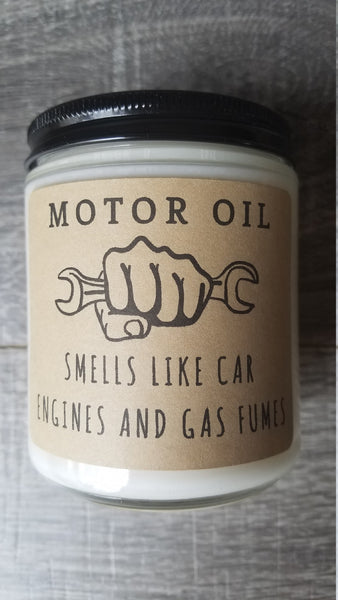 MOTOR OIL
SMELLS LIKE CAR
ENGINES AND GAS FUMES